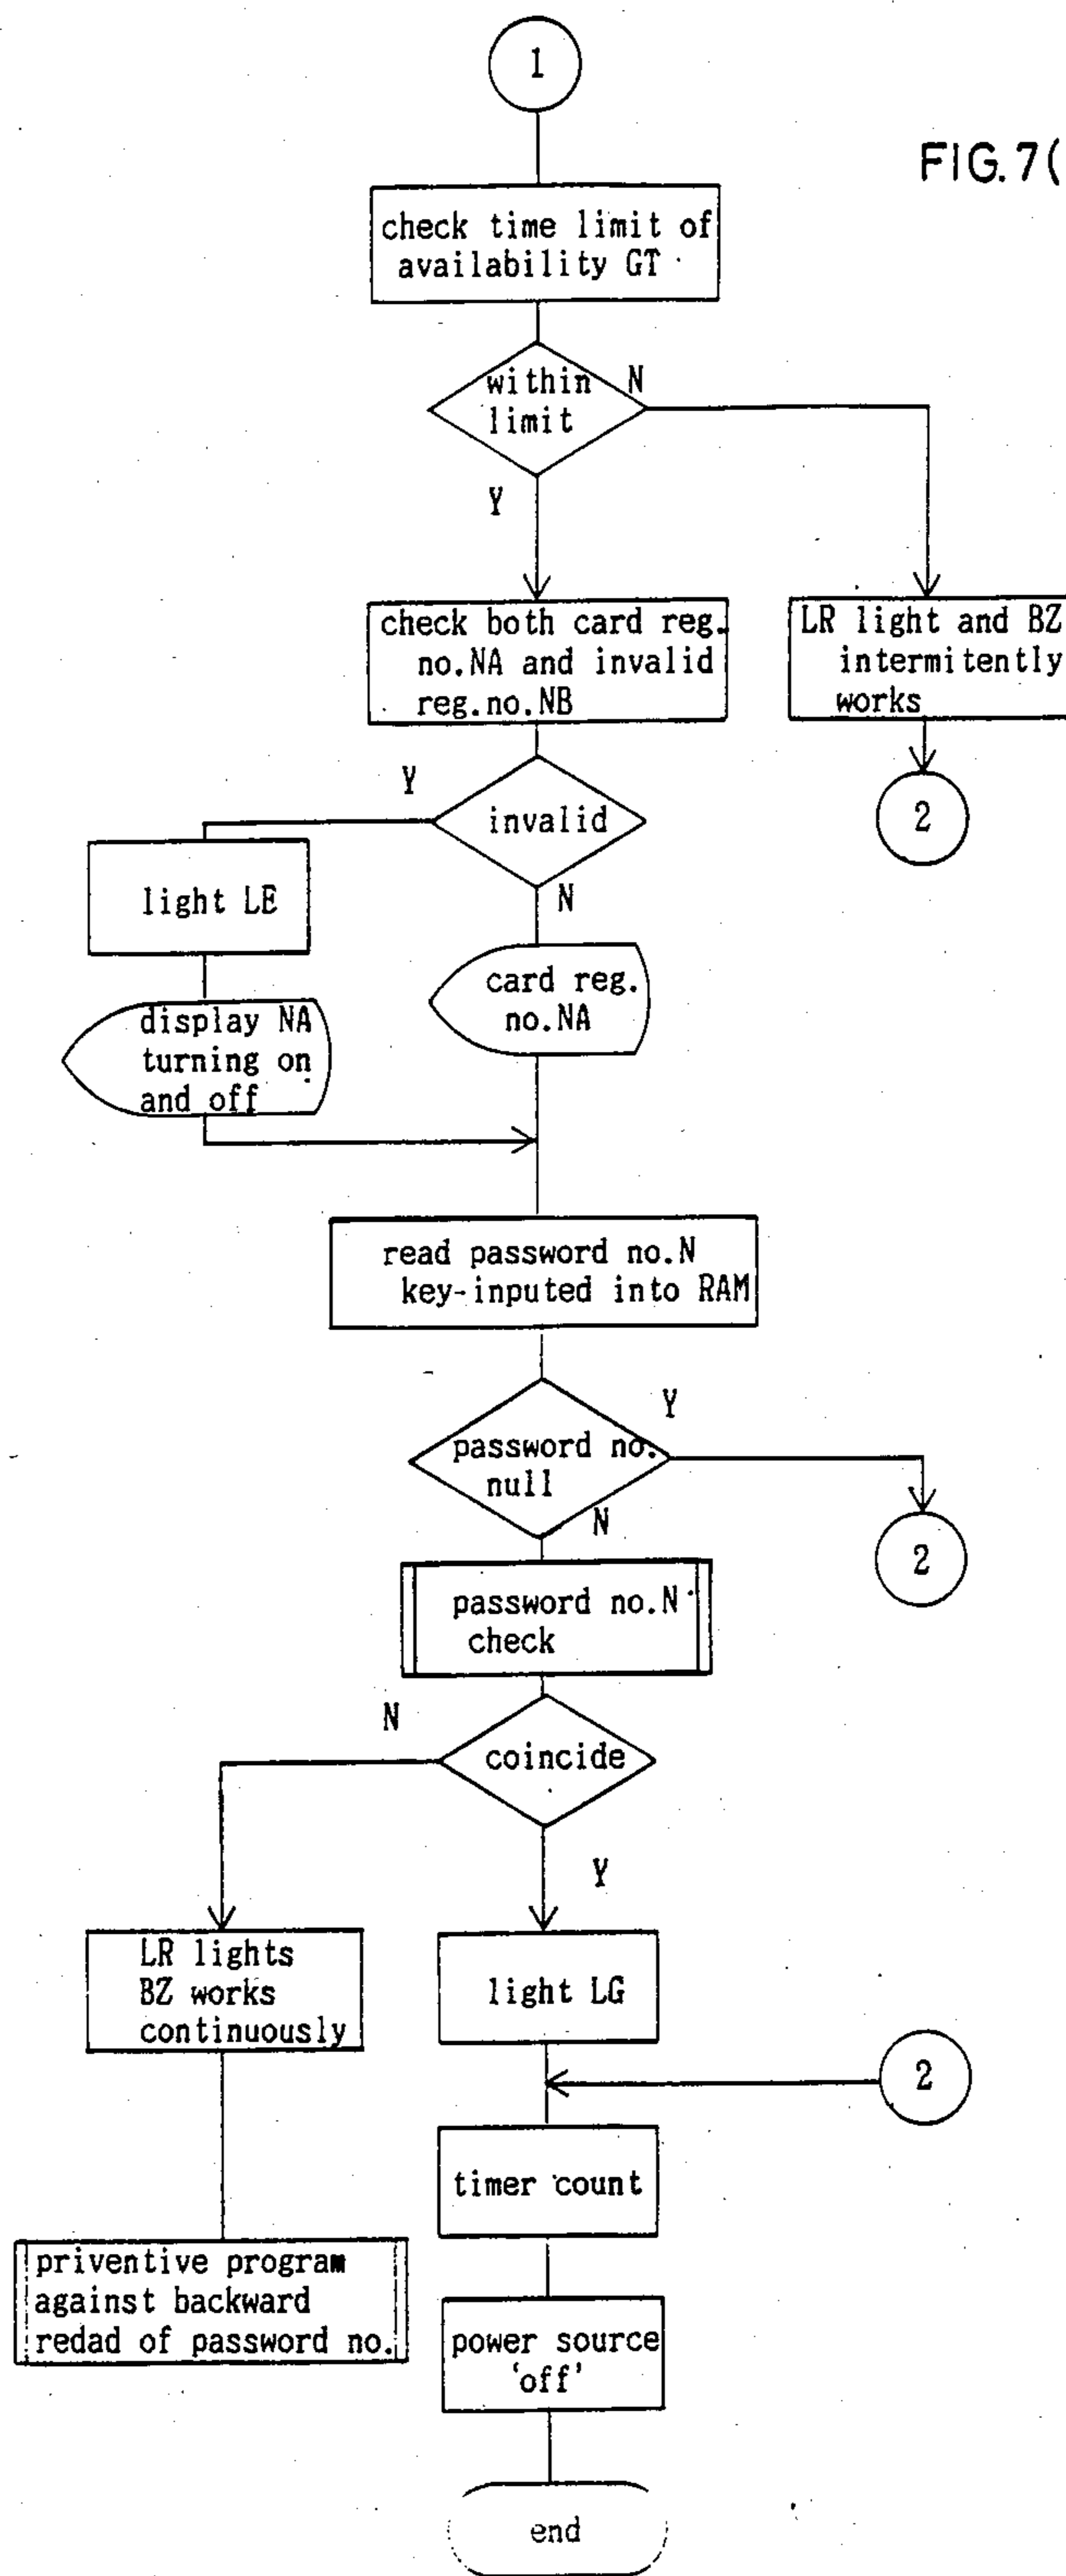 1
FIG.7(
check time limit of
availability GT
within
limit
N
Y
check both card reg.
no.NA and invalid
reg.no.NB
LR light and BZ
intermitently
works
2
Y
invalid
N
light LE
card reg.
no.NA
display NA
turning on
and off
read password no.N
key-inputed into RAM
Y
password no.
null
N
2
password no.N
check
N
coincide
Y
LR lights
BZ works
continuously
light LG
2
timer count
priventive program
against backward
redad of password no.
power source
'off'
end